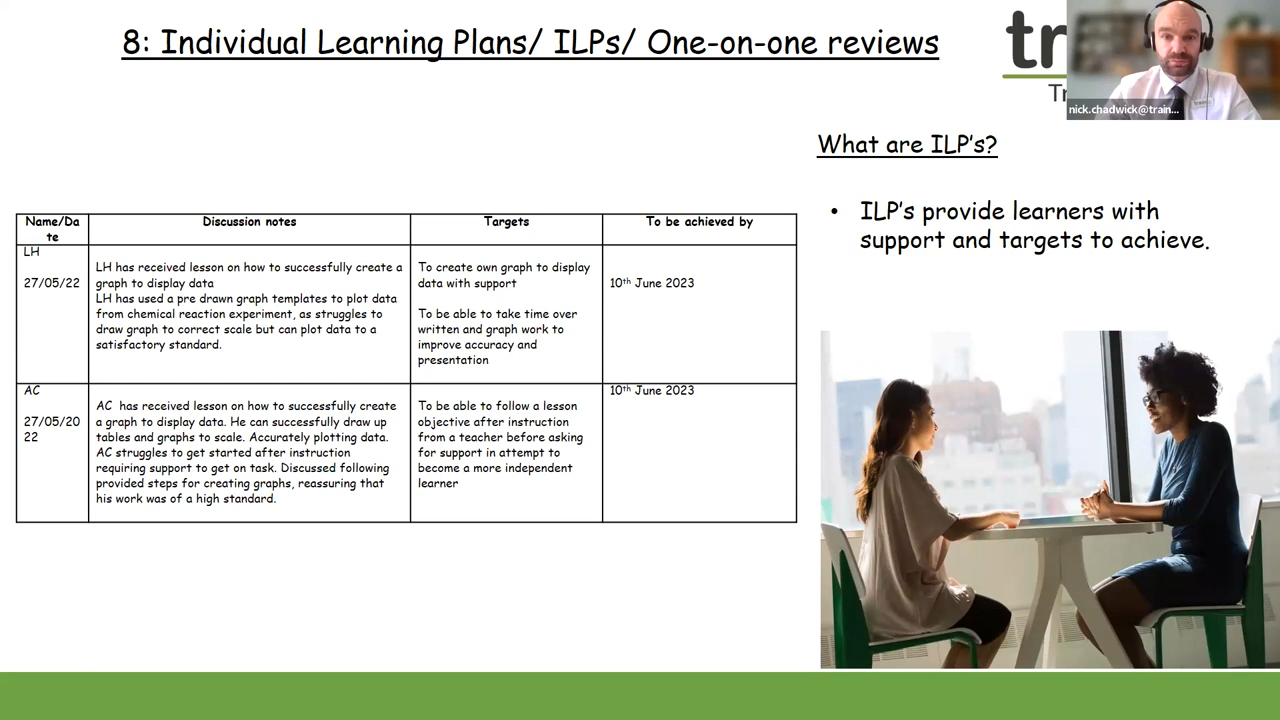 8: Individual Learning Plans/ ILPs/ One-on-one reviews
tr
Tr
nick.chadwick@train...
What are ILP's?
• ILP's provide learners with
support and targets to achieve.
Name/Da
te
Discussion notes
Targets
To be achieved by
LH
27/05/22
LH has received lesson on how to successfully create a
graph to display data
LH has used a pre drawn graph templates to plot data
from chemical reaction experiment, as struggles to
draw graph to correct scale but can plot data to a
satisfactory standard.
To create own graph to display
data with support
To be able to take time over
written and graph work to
improve accuracy and
presentation
10th June 2023
AC
27/05/20
22
AC has received lesson on how to successfully create
a graph to display data. He can successfully draw up
tables and graphs to scale. Accurately plotting data.
AC struggles to get started after instruction
requiring support to get on task. Discussed following
provided steps for creating graphs, reassuring that
his work was of a high standard.
To be able to follow a lesson
objective after instruction
from a teacher before asking
for support in attempt to
become a more independent
learner
10th June 2023